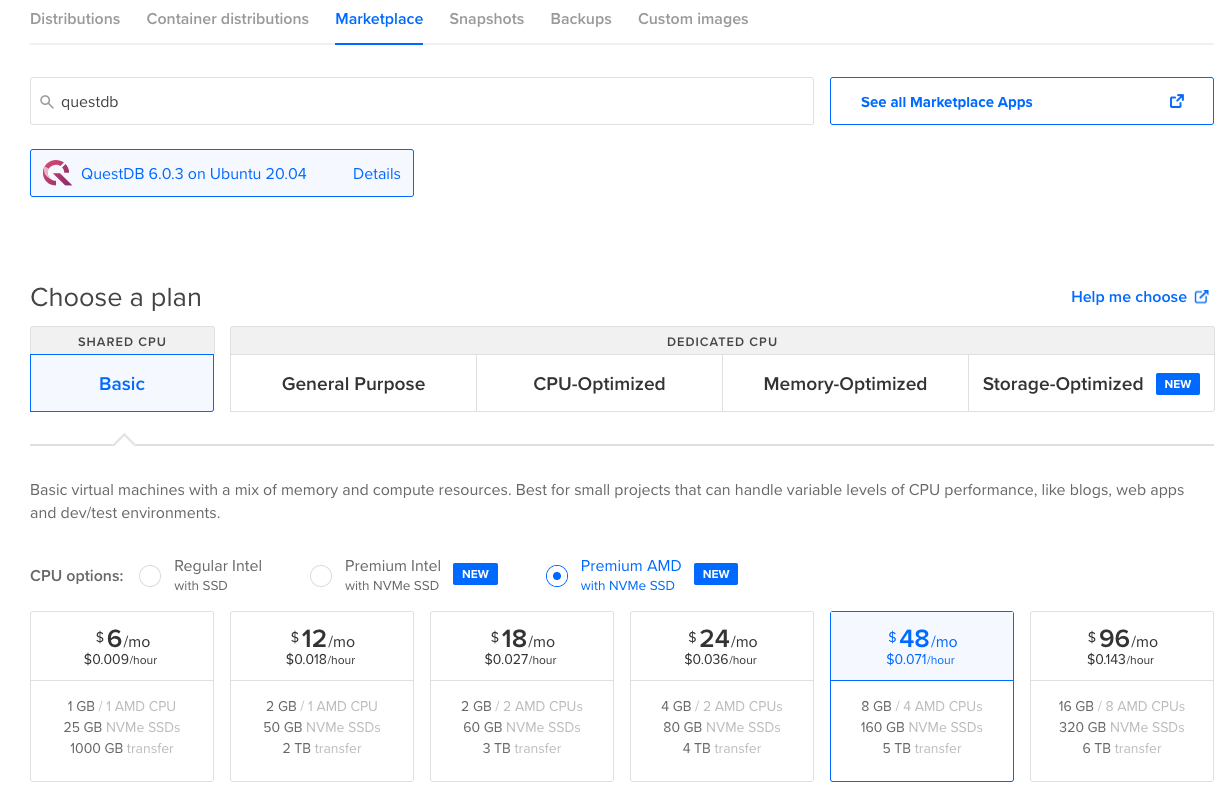 Distributions Container distributions Marketplace Snapshots Backups Custom images
questdb
See all Marketplace Apps
QuestDB 6.0.3 on Ubuntu 20.04 Details
Choose a plan
Help me choose
SHARED CPU
DEDICATED CPU
Basic
General Purpose
CPU-Optimized
Memory-Optimized
Storage-Optimized NEW
Basic virtual machines with a mix of memory and compute resources. Best for small projects that can handle variable levels of CPU performance, like blogs, web apps
and dev/test environments.
CPU options:
Regular Intel
with SSD
Premium Intel
with NVMe SSD
NEW
Premium AMD
with NVMe SSD
NEW
$6/mo
$0.009/hour
1 GB / 1 AMD CPU
25 GB NVMe SSDs
1000 GB transfer
$12/mo
$0.018/hour
2 GB / 1 AMD CPU
50 GB NVMe SSDs
2 TB transfer
$18/mo
$0.027/hour
2 GB / 2 AMD CPUs
60 GB NVMe SSDs
3 TB transfer
$24/mo
$0.036/hour
4 GB / 2 AMD CPUs
80 GB NVMe SSDs
4 TB transfer
$48/mo
$0.071/hour
8 GB / 4 AMD CPUs
160 GB NVMe SSDs
5 TB transfer
$96/mo
$0.143/hour
16 GB / 8 AMD CPUs
320 GB NVMe SSDs
6 TB transfer